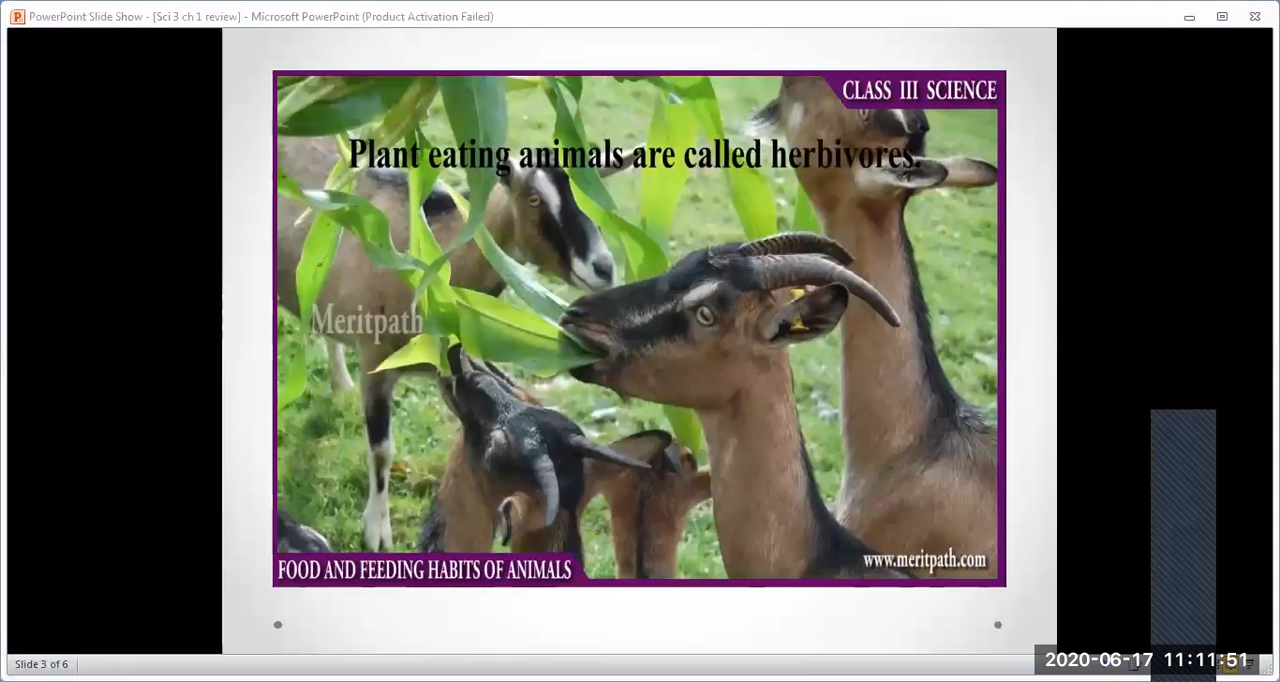 PowerPoint Slide Show - [Sci 3 ch 1 review] - Microsoft PowerPoint (Product Activation Failed)
CLASS III SCIENCE
Plant eating animals are called herbivores.
Meritpath
www.meritpath.com
FOOD AND FEEDING HABITS OF ANIMALS
Slide 3 of 6
2020-06-17 11:11:51